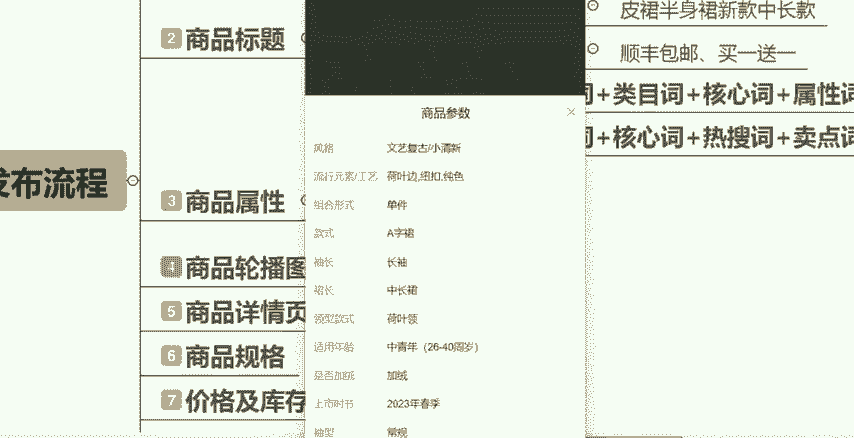 皮裙半身裙新款中长款
2 商品标题
顺丰包邮、买一送一
词+类目词+核心词+属性词
商品参数 ×
词+核心词+热搜词+卖点词
风格 文艺复古/小清新
流行元素/工艺 荷叶边,纽扣,纯色
发布流程
3 商品属性
组合形式 单件
款式 A字裙
袖长 长袖
4 商品轮播图
裙长 中长裙
5 商品详情页
领型款式 荷叶领
适用年龄 中青年（26-40周岁）
6 商品规格
是否加绒 加绒
7 价格及库存
上市时节 2023年春季
袖型 常规